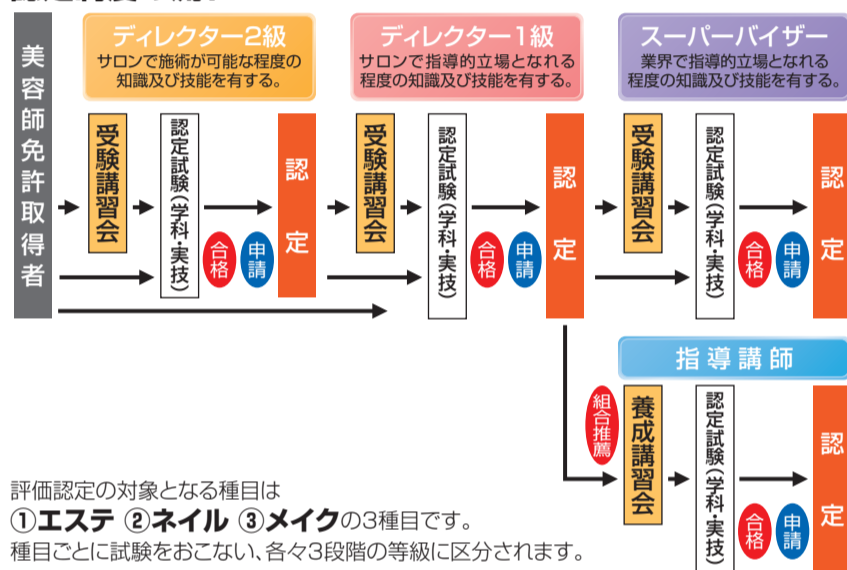 美容師免許取得者
ディレクター2級
サロンで施術が可能な程度の
知識及び技能を有する。
受験講習会
認定試験(学科・実技)
合格
申請
認定
ディレクター1級
サロンで指導的立場となれる
程度の知識及び技能を有する。
受験講習会
認定試験(学科・実技)
合格
申請
認定
スーパーバイザー
業界で指導的立場となれる
程度の知識及び技能を有する。
受験講習会
認定試験(学科・実技)
合格
申請
認定
指導講師
組合推薦
養成講習会
認定試験(学科・実技)
合格
申請
認定
評価認定の対象となる種目は
①エステ ②ネイル ③メイクの3種目です。
種目ごとに試験をおこない、各々3段階の等級に区分されます。